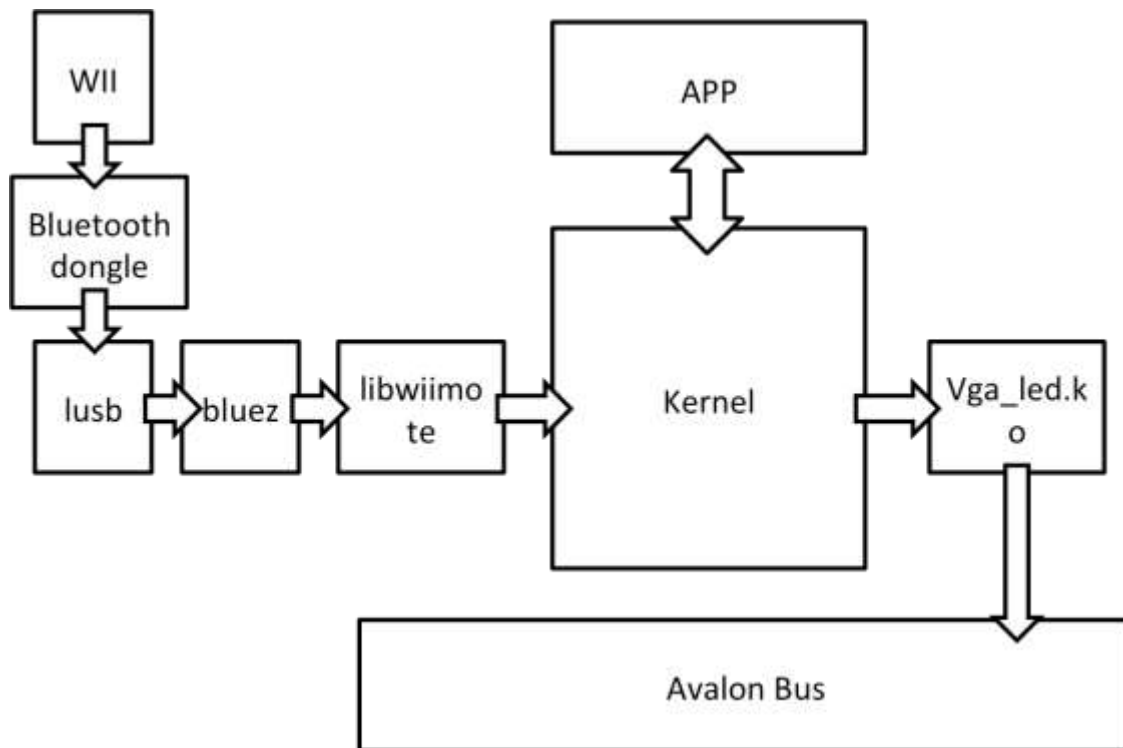 WII
APP
Bluetooth
dongle
lusb
bluez
libwiimo
te
Kernel
Vga_led.k
o
Avalon Bus